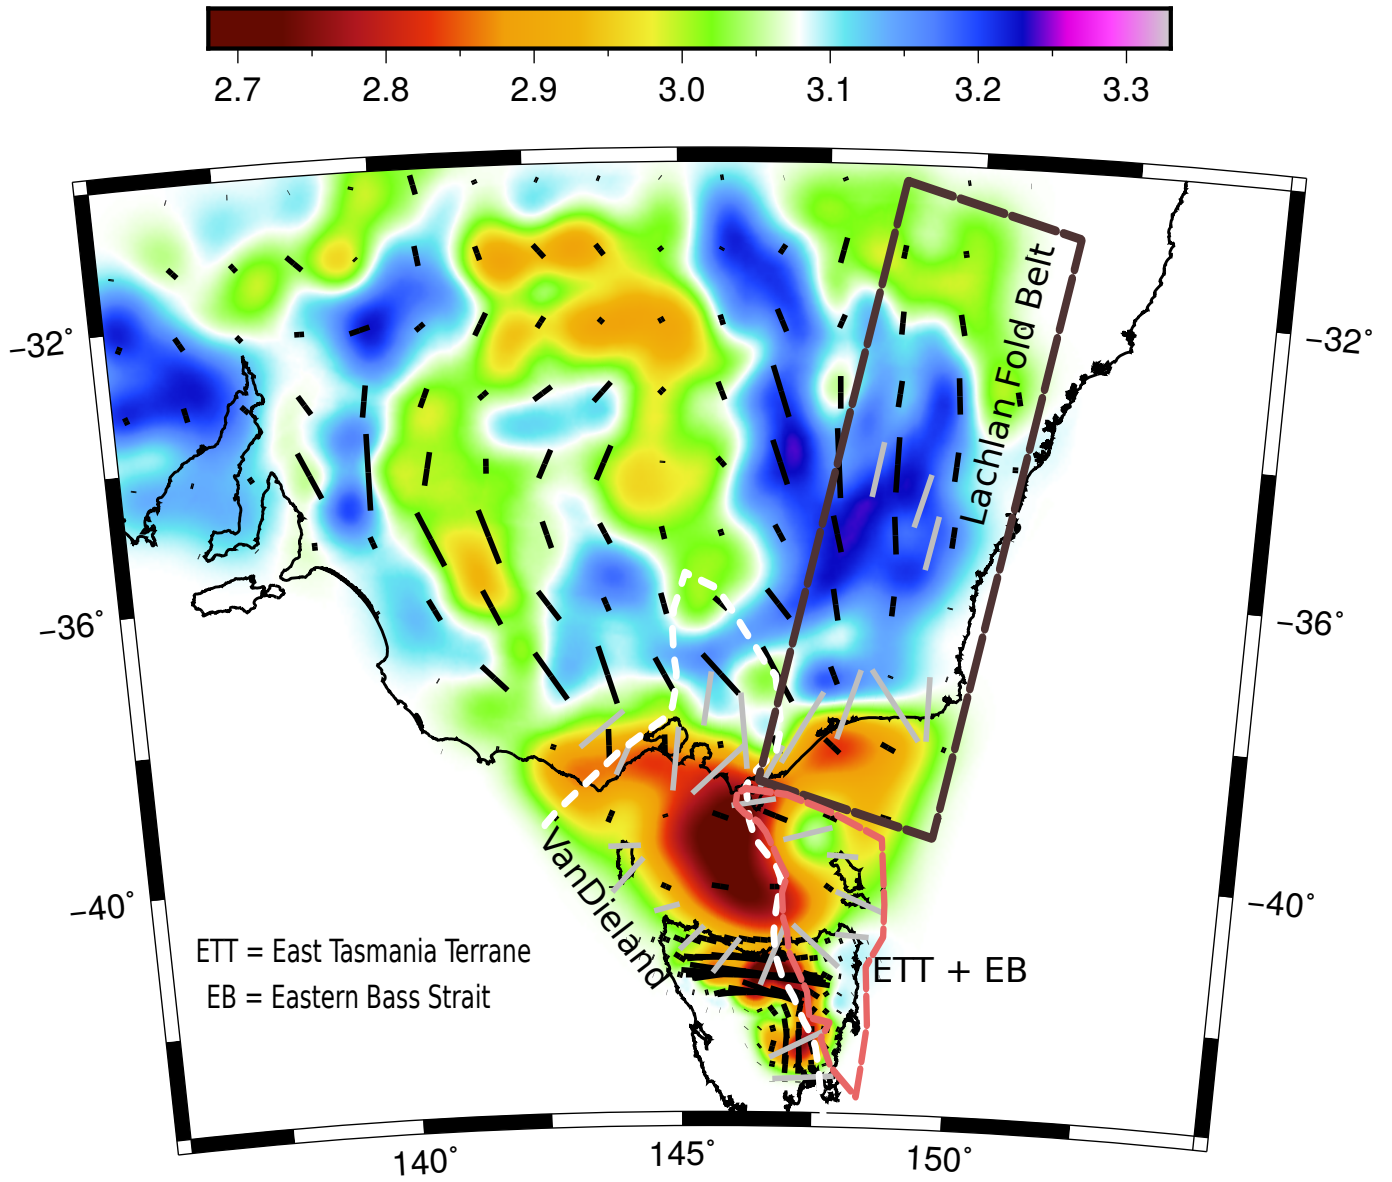 2.7 2.8 2.9 3.0 3.1 3.2 3.3
−32° −32°
Lachlan Fold Belt
−36° −36°
VanDieland
−40° −40°
ETT = East Tasmania Terrane
ETT + EB
EB = Eastern Bass Strait
140° 145° 150°